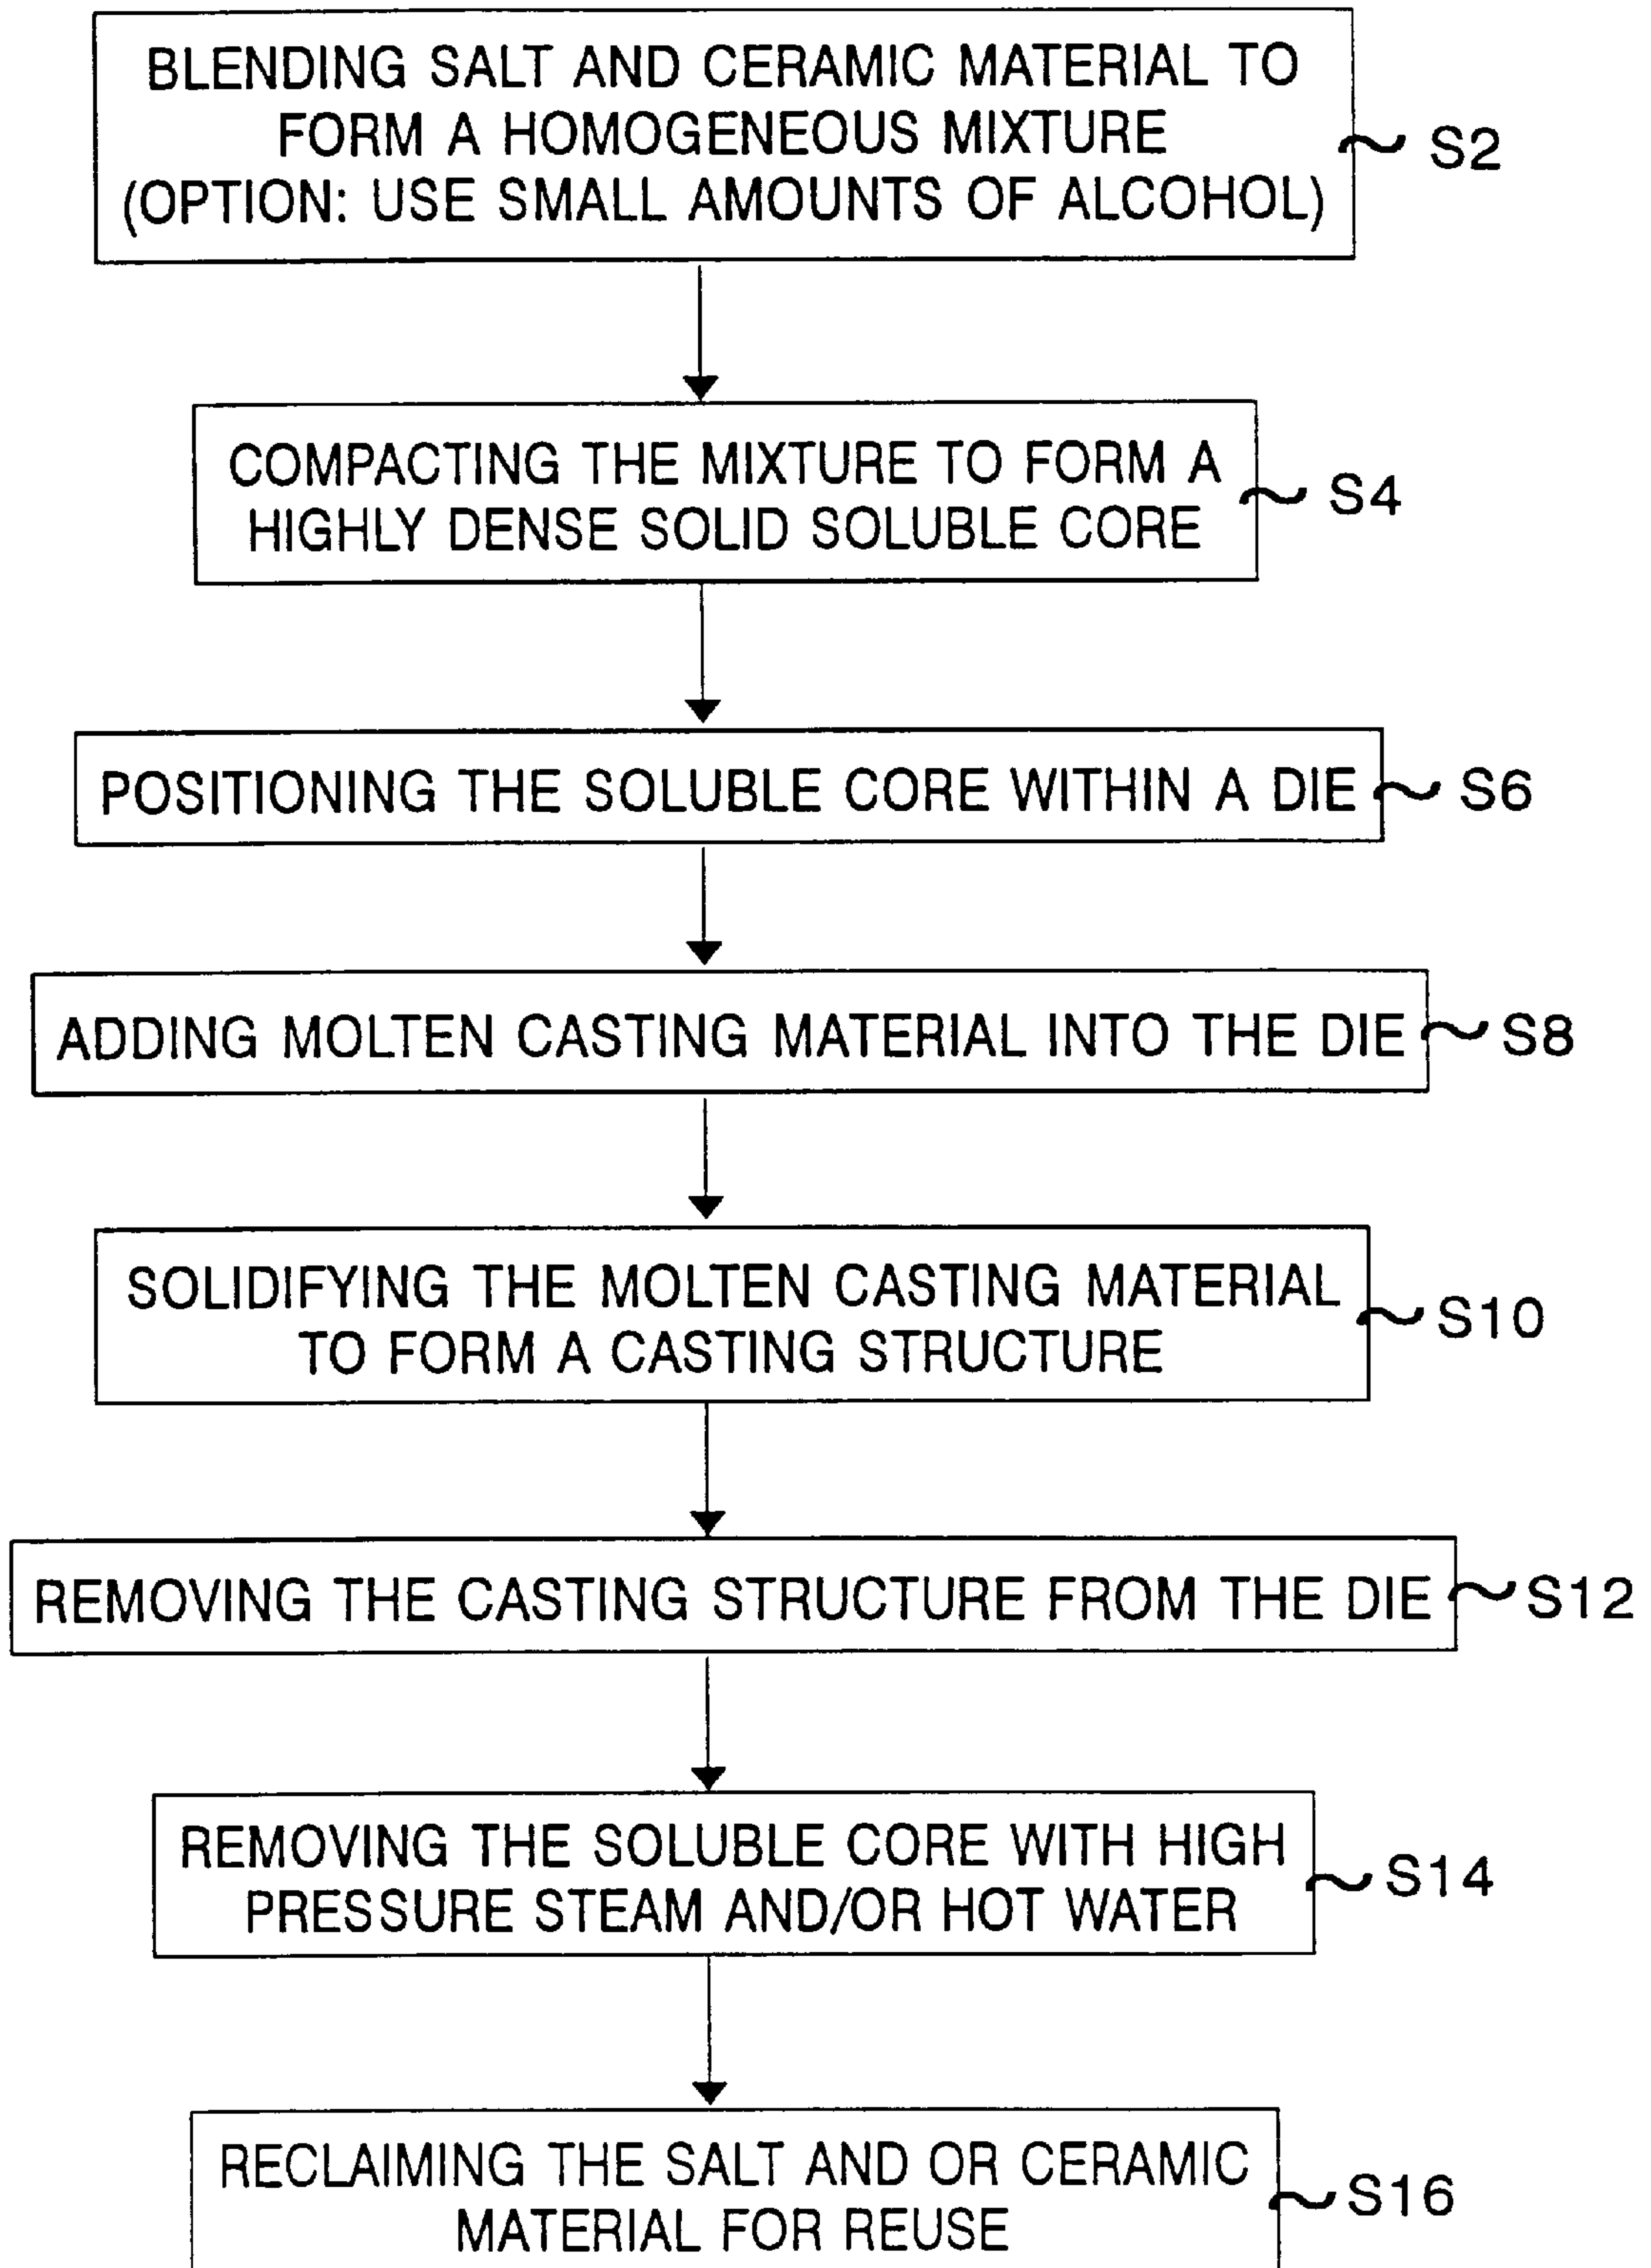 BLENDING SALT AND CERAMIC MATERIAL TO
FORM A HOMOGENEOUS MIXTURE
(OPTION: USE SMALL AMOUNTS OF ALCOHOL)
S2
COMPACTING THE MIXTURE TO FORM A
HIGHLY DENSE SOLID SOLUBLE CORE
S4
POSITIONING THE SOLUBLE CORE WITHIN A DIE
S6
ADDING MOLTEN CASTING MATERIAL INTO THE DIE
S8
SOLIDIFYING THE MOLTEN CASTING MATERIAL
TO FORM A CASTING STRUCTURE
S10
REMOVING THE CASTING STRUCTURE FROM THE DIE
S12
REMOVING THE SOLUBLE CORE WITH HIGH
PRESSURE STEAM AND/OR HOT WATER
S14
RECLAIMING THE SALT AND OR CERAMIC
MATERIAL FOR REUSE
S16